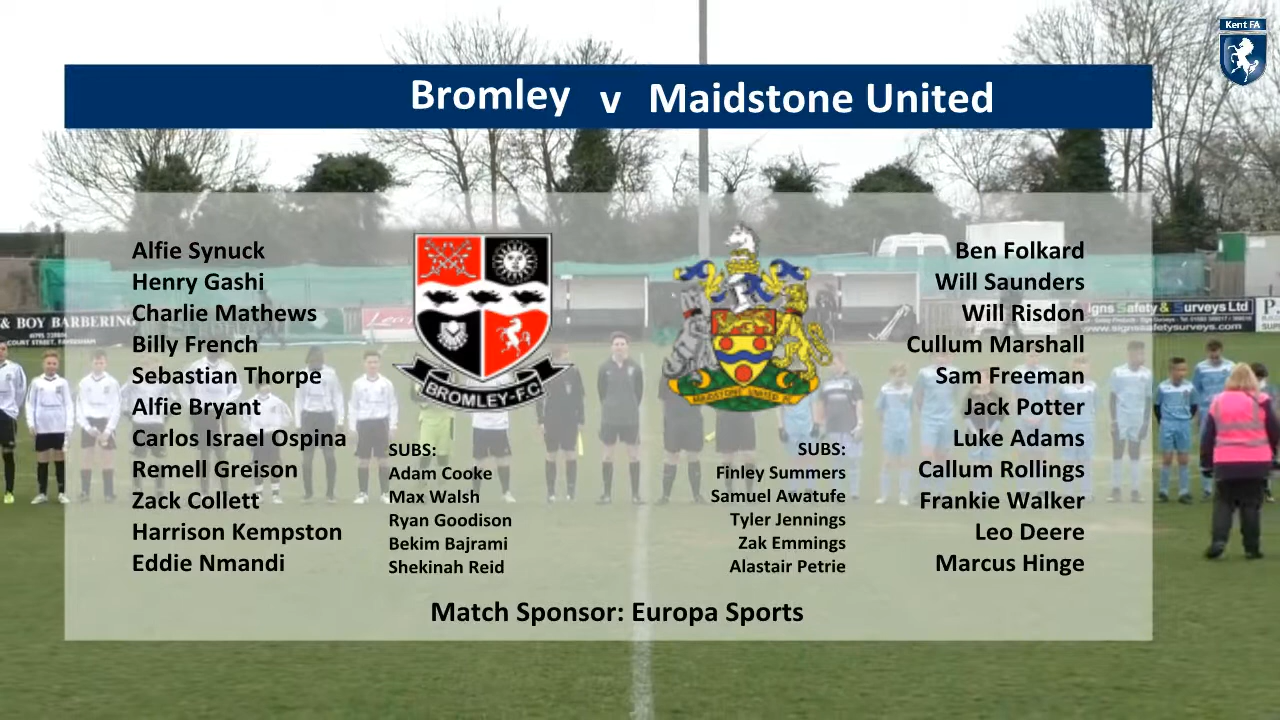 Kent FA
Bromley v Maidstone United
Alfie Synuck
Henry Gashi
Charlie Mathews
Billy French
Sebastian Thorpe
Alfie Bryant
Carlos Israel Ospina
Remell Greison
Zack Collett
Harrison Kempston
Eddie Nmandi
BROMLEY-F.C
SUBS:
Adam Cooke
Max Walsh
Ryan Goodison
Bekim Bajrami
Shekinah Reid
MAIDSTONE UNITED FC
SUBS:
Finley Summers
Samuel Awatufe
Tyler Jennings
Zak Emmings
Alastair Petrie
Ben Folkard
Will Saunders
Will Risdon
Cullum Marshall
Sam Freeman
Jack Potter
Luke Adams
Callum Rollings
Frankie Walker
Leo Deere
Marcus Hinge
Match Sponsor: Europa Sports
& BOY BARBERING
COURT STREET, FAVERSHAM
igns Safety & Surveys Ltd
www.signssafetysurveys.com